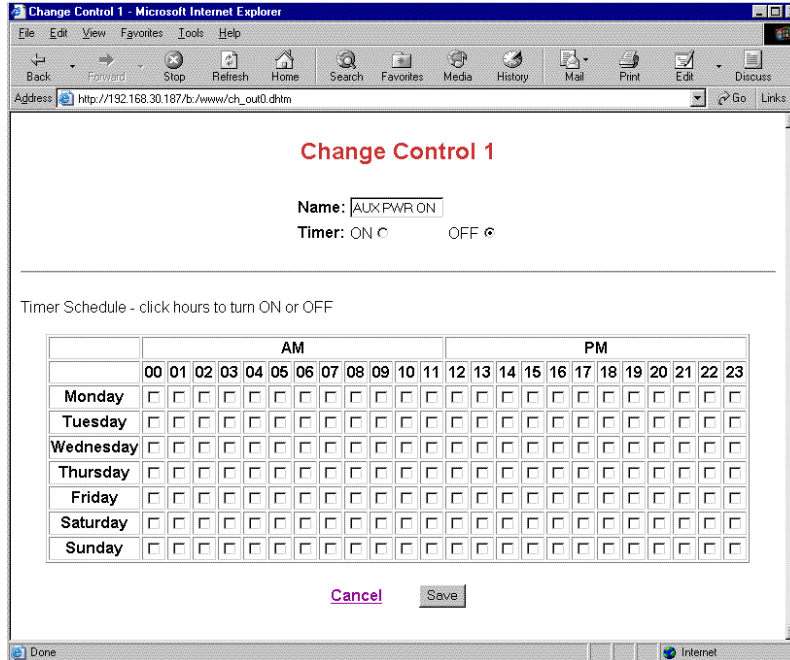 Change Control 1 - Microsoft Internet Explorer
File Edit View Favorites Tools Help
Back Forward Stop Refresh Home Search Favorites Media History Mail Print Edit Discuss
Address http://192.168.30.187/b:/www/ch_out0.dhtm Go Links
Change Control 1
Name: AUX PWR ON
Timer: ON OFF
Timer Schedule - click hours to turn ON or OFF
AM PM
00 01 02 03 04 05 06 07 08 09 10 11 12 13 14 15 16 17 18 19 20 21 22 23
Monday
Tuesday
Wednesday
Thursday
Friday
Saturday
Sunday
Cancel Save
Done Internet